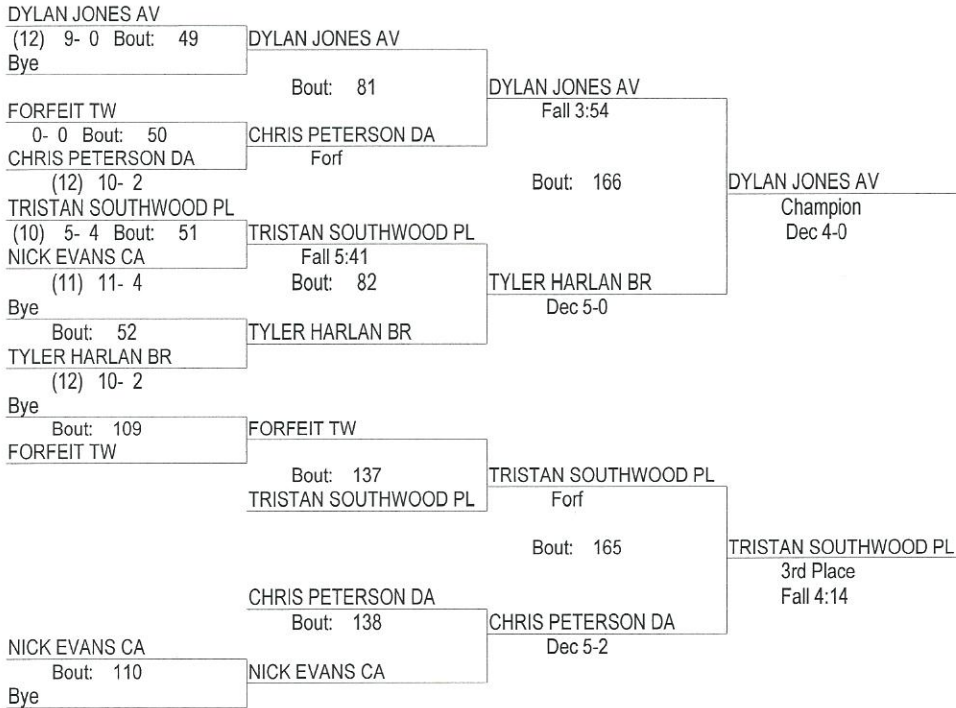 DYLAN JONES AV
(12) 9- 0 Bout: 49
Bye
DYLAN JONES AV
Bout: 81
DYLAN JONES AV
Fall 3:54
FORFEIT TW
0- 0 Bout: 50
CHRIS PETERSON DA
(12) 10- 2
CHRIS PETERSON DA
Forf
Bout: 166
DYLAN JONES AV
Champion
Dec 4-0
TRISTAN SOUTHWOOD PL
(10) 5- 4 Bout: 51
NICK EVANS CA
(11) 11- 4
TRISTAN SOUTHWOOD PL
Fall 5:41
Bout: 82
TYLER HARLAN BR
Dec 5-0
Bye
Bout: 52
TYLER HARLAN BR
(12) 10- 2
TYLER HARLAN BR
Bye
Bout: 109
FORFEIT TW
FORFEIT TW
Bout: 137
TRISTAN SOUTHWOOD PL
TRISTAN SOUTHWOOD PL
Forf
Bout: 165
TRISTAN SOUTHWOOD PL
3rd Place
Fall 4:14
CHRIS PETERSON DA
Bout: 138
CHRIS PETERSON DA
Dec 5-2
NICK EVANS CA
Bout: 110
Bye
NICK EVANS CA